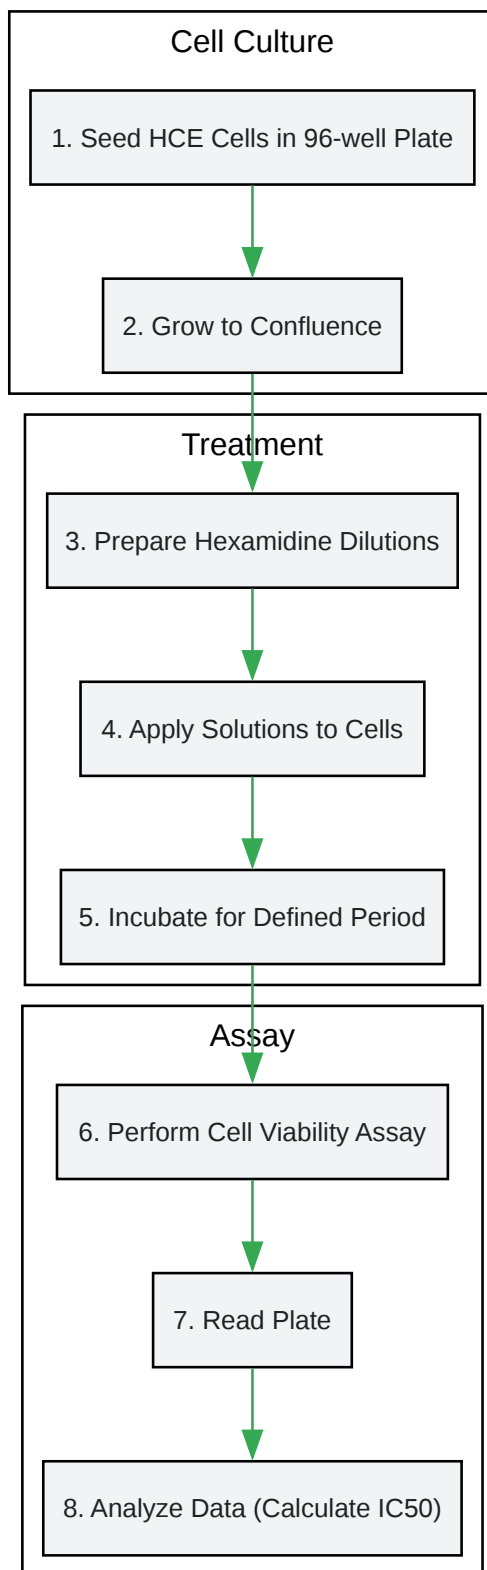 Cell Culture
1. Seed HCE Cells in 96-well Plate
2. Grow to Confluence
Treatment
3. Prepare Hexamidine Dilutions
4. Apply Solutions to Cells
5. Incubate for Defined Period
Assay
6. Perform Cell Viability Assay
7. Read Plate
8. Analyze Data (Calculate IC50)